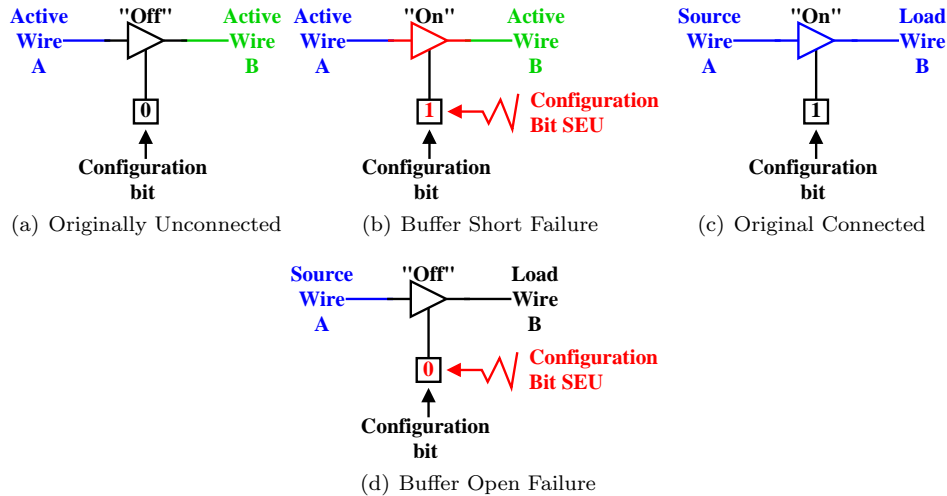 Active
Wire
A
"Off"
Active
Wire
B
0
Configuration
bit
(a) Originally Unconnected
Active
Wire
A
"On"
Active
Wire
B
1
Configuration
Bit SEU
Configuration
bit
(b) Buffer Short Failure
Source
Wire
A
"On"
Load
Wire
B
1
Configuration
bit
(c) Original Connected
Source
Wire
A
"Off"
Load
Wire
B
0
Configuration
Bit SEU
Configuration
bit
(d) Buffer Open Failure